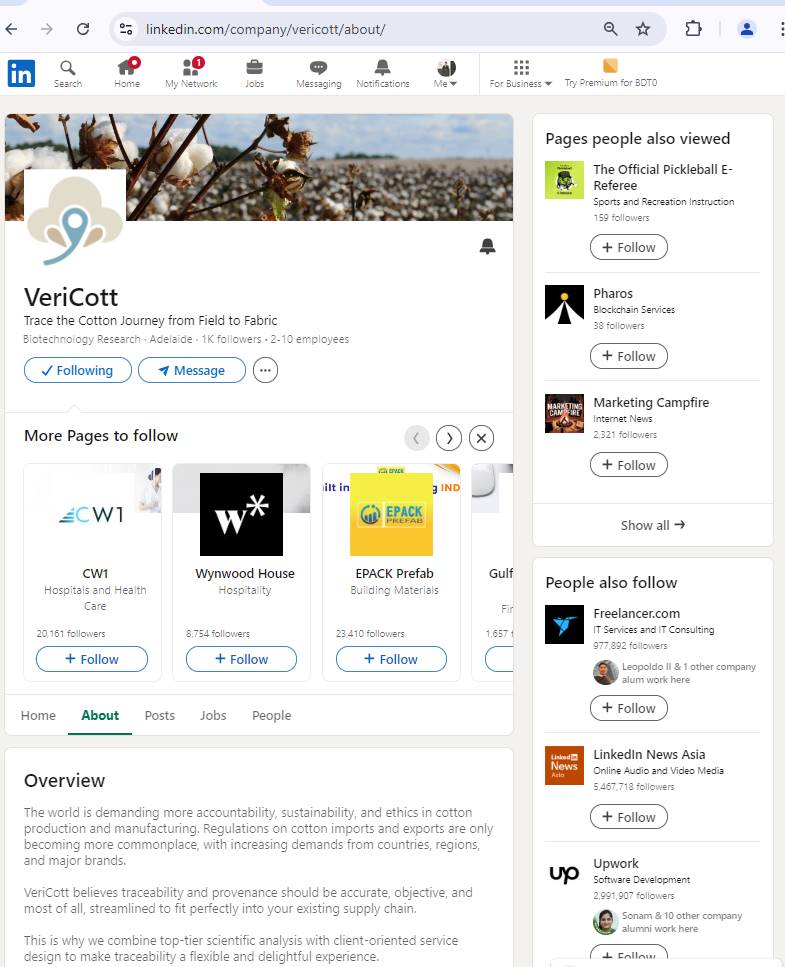 linkedin.com/company/vericott/about/
in
Search
Home
1
My Network
Jobs
Messaging
Notifications
Me
For Business
Try Premium for BDT0
VeriCott
Trace the Cotton Journey from Field to Fabric
Biotechnology Research · Adelaide · 1K followers · 2-10 employees
Following
Message
More Pages to follow
CW1
CW1
Hospitals and Health
Care
20,161 followers
+ Follow
w*
Wynwood House
Hospitality
8,754 followers
+ Follow
ilt in
EPACK
g IND
EPACK
PREFAB
EPACK Prefab
Building Materials
23,410 followers
+ Follow
Gulf
Fir
1,657 f
Home
About
Posts
Jobs
People
Overview
The world is demanding more accountability, sustainability, and ethics in cotton
production and manufacturing. Regulations on cotton imports and exports are only
becoming more commonplace, with increasing demands from countries, regions,
and major brands.
VeriCott believes traceability and provenance should be accurate, objective, and
most of all, streamlined to fit perfectly into your existing supply chain.
This is why we combine top-tier scientific analysis with client-oriented service
design to make traceability a flexible and delightful experience.
Pages people also viewed
The Official Pickleball E-
Referee
Sports and Recreation Instruction
159 followers
+ Follow
Pharos
Blockchain Services
38 followers
+ Follow
MARKETING
CAMPFIRE
Marketing Campfire
Internet News
2,321 followers
+ Follow
Show all →
People also follow
Freelancer.com
IT Services and IT Consulting
977,892 followers
Leopoldo II & 1 other company
alum work here
+ Follow
Linked in
News
Asia
LinkedIn News Asia
Online Audio and Video Media
5,467,718 followers
+ Follow
up
Upwork
Software Development
2,991,907 followers
Sonam & 10 other company
alumni work here
+ Follow